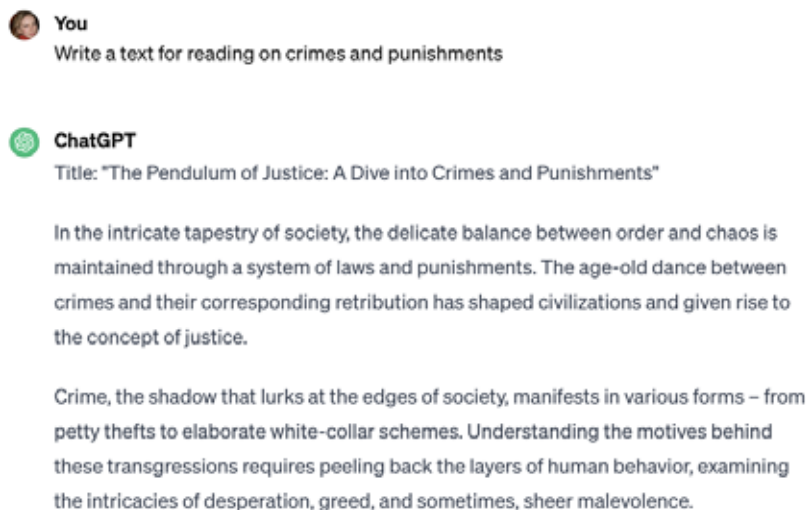 You
Write a text for reading on crimes and punishments
ChatGPT
Title: "The Pendulum of Justice: A Dive into Crimes and Punishments"
In the intricate tapestry of society, the delicate balance between order and chaos is
maintained through a system of laws and punishments. The age-old dance between
crimes and their corresponding retribution has shaped civilizations and given rise to
the concept of justice.
Crime, the shadow that lurks at the edges of society, manifests in various forms – from
petty thefts to elaborate white-collar schemes. Understanding the motives behind
these transgressions requires peeling back the layers of human behavior, examining
the intricacies of desperation, greed, and sometimes, sheer malevolence.